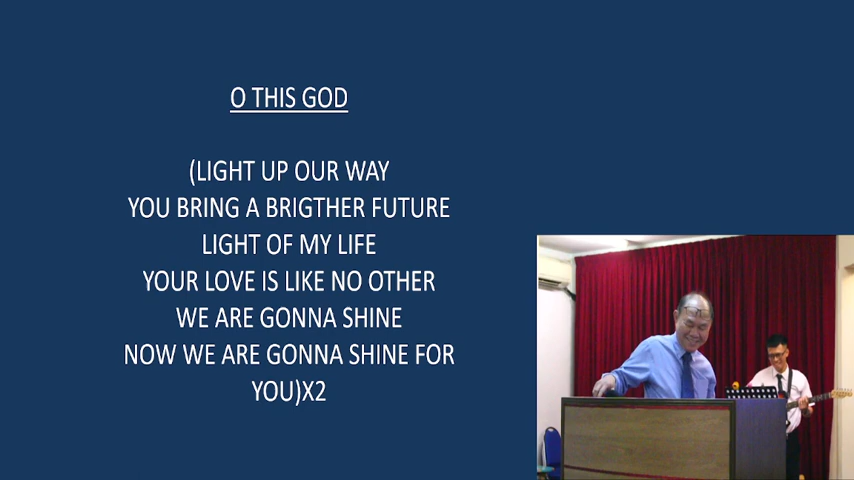 O THIS GOD
(LIGHT UP OUR WAY
YOU BRING A BRIGTHER FUTURE
LIGHT OF MY LIFE
YOUR LOVE IS LIKE NO OTHER
WE ARE GONNA SHINE
NOW WE ARE GONNA SHINE FOR
YOU)X2